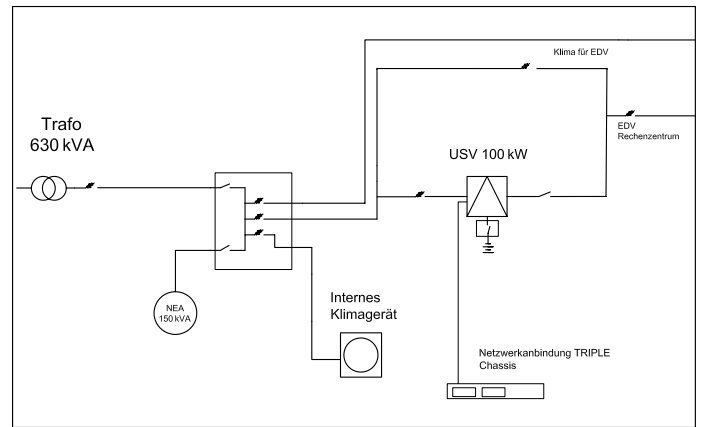 Klima für EDV
Trafo
630 kVA
EDV
Rechenzentrum
USV 100 kW
NEA
150 kVA
Internes
Klimagerät
Netzwerkanbindung TRIPLE
Chassis